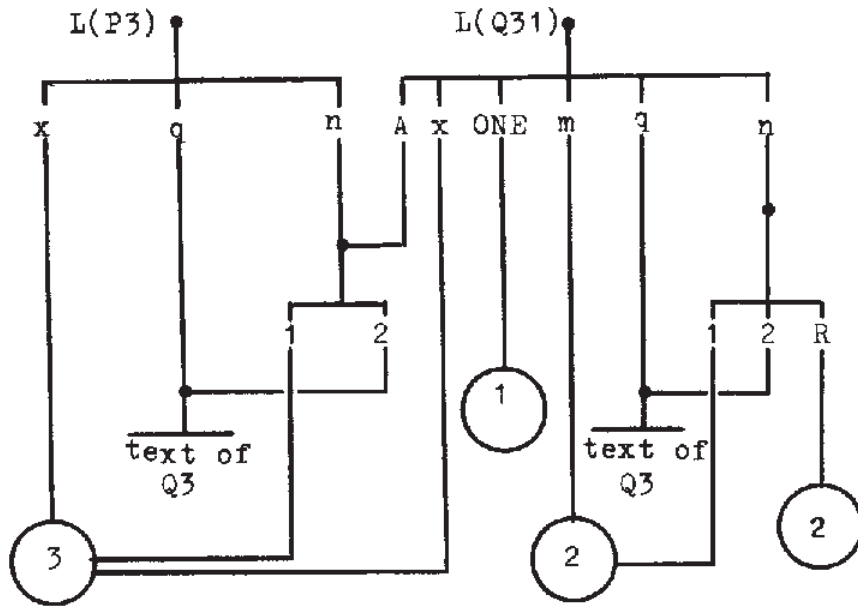 L(P3) L(Q31)
x q n A x ONE m q n
1 2 1 2 R
1
text of
Q3
text of
Q3
2
3 2